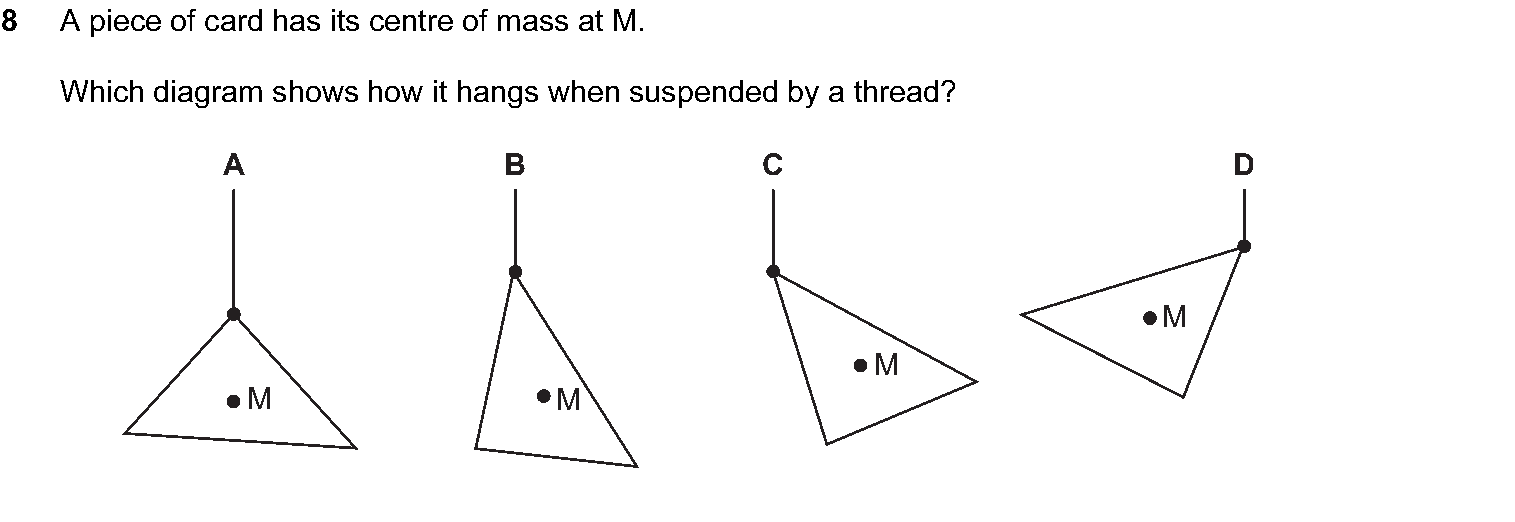 8 A piece of card has its centre of mass at M.
Which diagram shows how it hangs when suspended by a thread?
A B C D
M M M M